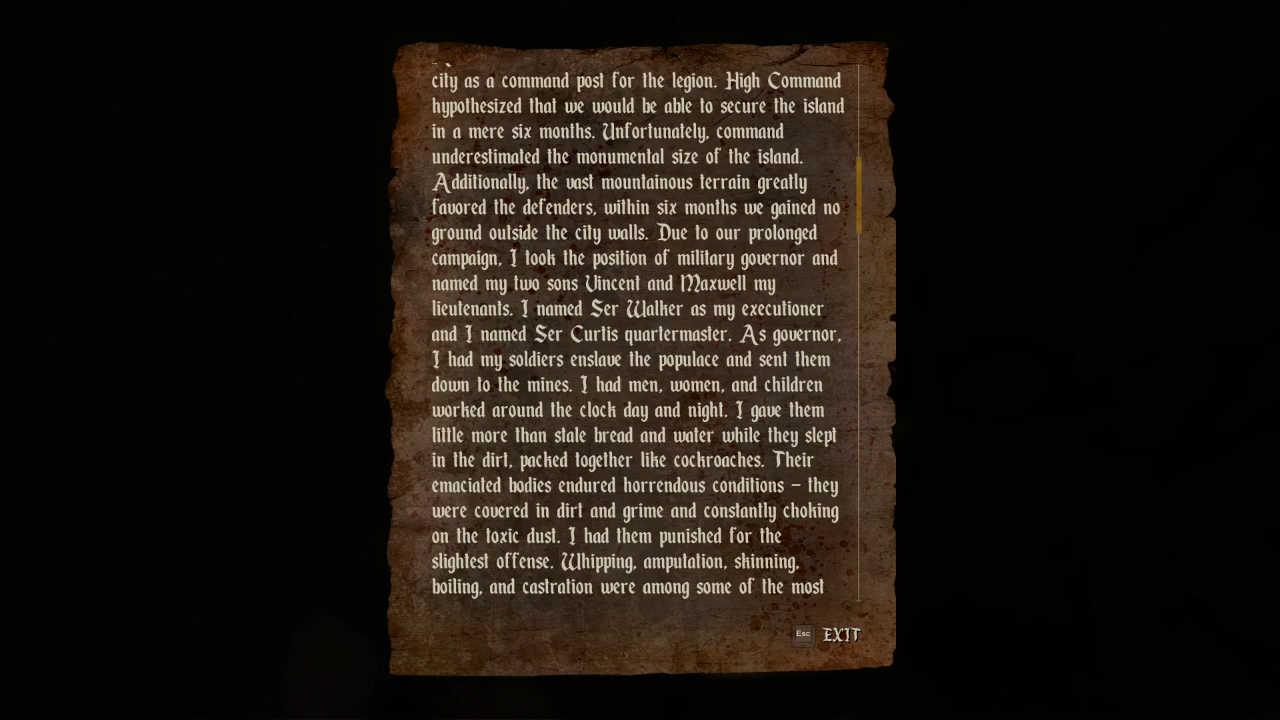 city as a command post for the legion. High Command
hypothesized that we would be able to secure the island
in a mere six months. Unfortunately, command
underestimated the monumental size of the island.
Additionally, the vast mountainous terrain greatly
favored the defenders, within six months we gained no
ground outside the city walls. Due to our prolonged
campaign, I took the position of military governor and
named my two sons Vincent and Maxwell my
lieutenants. I named Ser Walker as my executioner
and I named Ser Curtis quartermaster. As governor,
I had my soldiers enslave the populace and sent them
down to the mines. I had men, women, and children
worked around the clock day and night. I gave them
little more than stale bread and water while they slept
in the dirt, packed together like cockroaches. Their
emaciated bodies endured horrendous conditions – they
were covered in dirt and grime and constantly choking
on the toxic dust. I had them punished for the
slightest offense. Whipping, amputation, skinning,
boiling, and castration were among some of the most
Esc EXIT